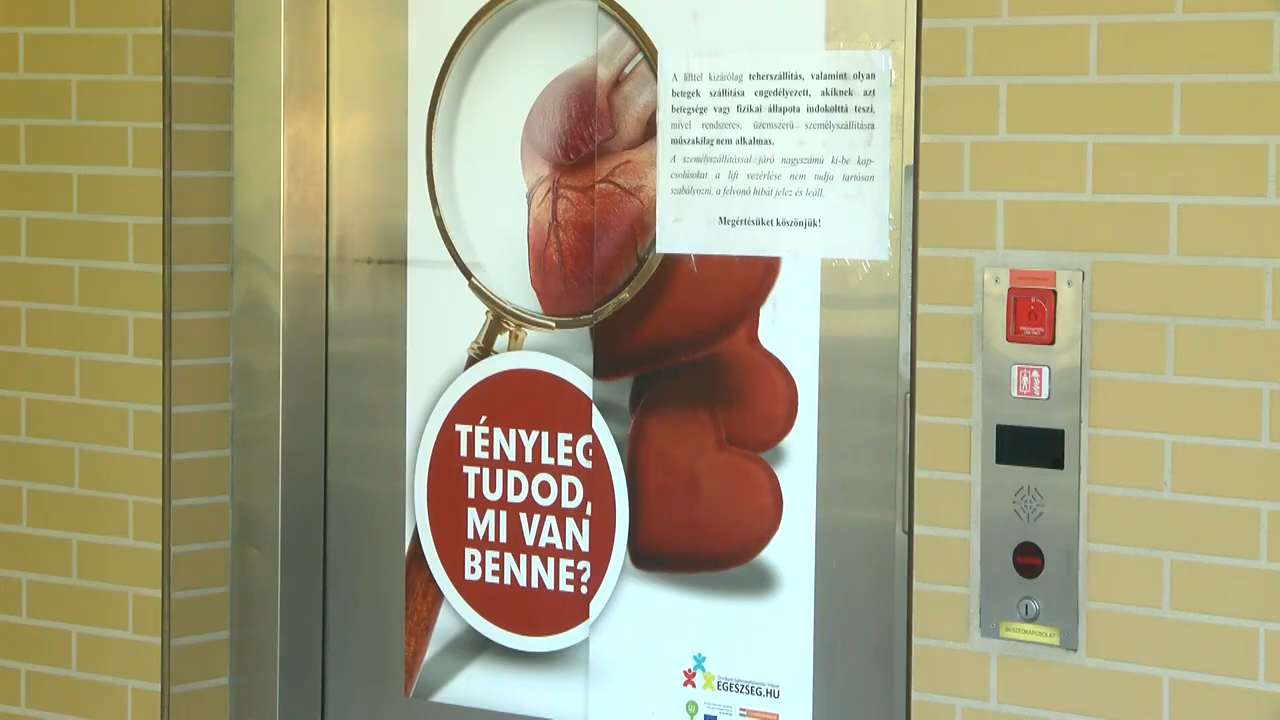 A lifttel kizárólag teherszállítás, valamint olyan
betegek szállítása engedélyezett, akiknek azt
betegsége vagy fizikai állapota indokolttá teszi,
mivel rendszeres, üzemszerű személyszállításra
műszakilag nem alkalmas.
A személyszállítással járó nagyszámú ki-be kap-
csolásokat a lift vezérlése nem tudja tartósan
szabályozni, a felvonó hibát jelez és leáll.
Megértésüket köszönjük!
TÉNYLEG
TUDOD,
MI VAN
BENNE?
EGESZSEG.HU
BESZÉDKAPCSOLAT